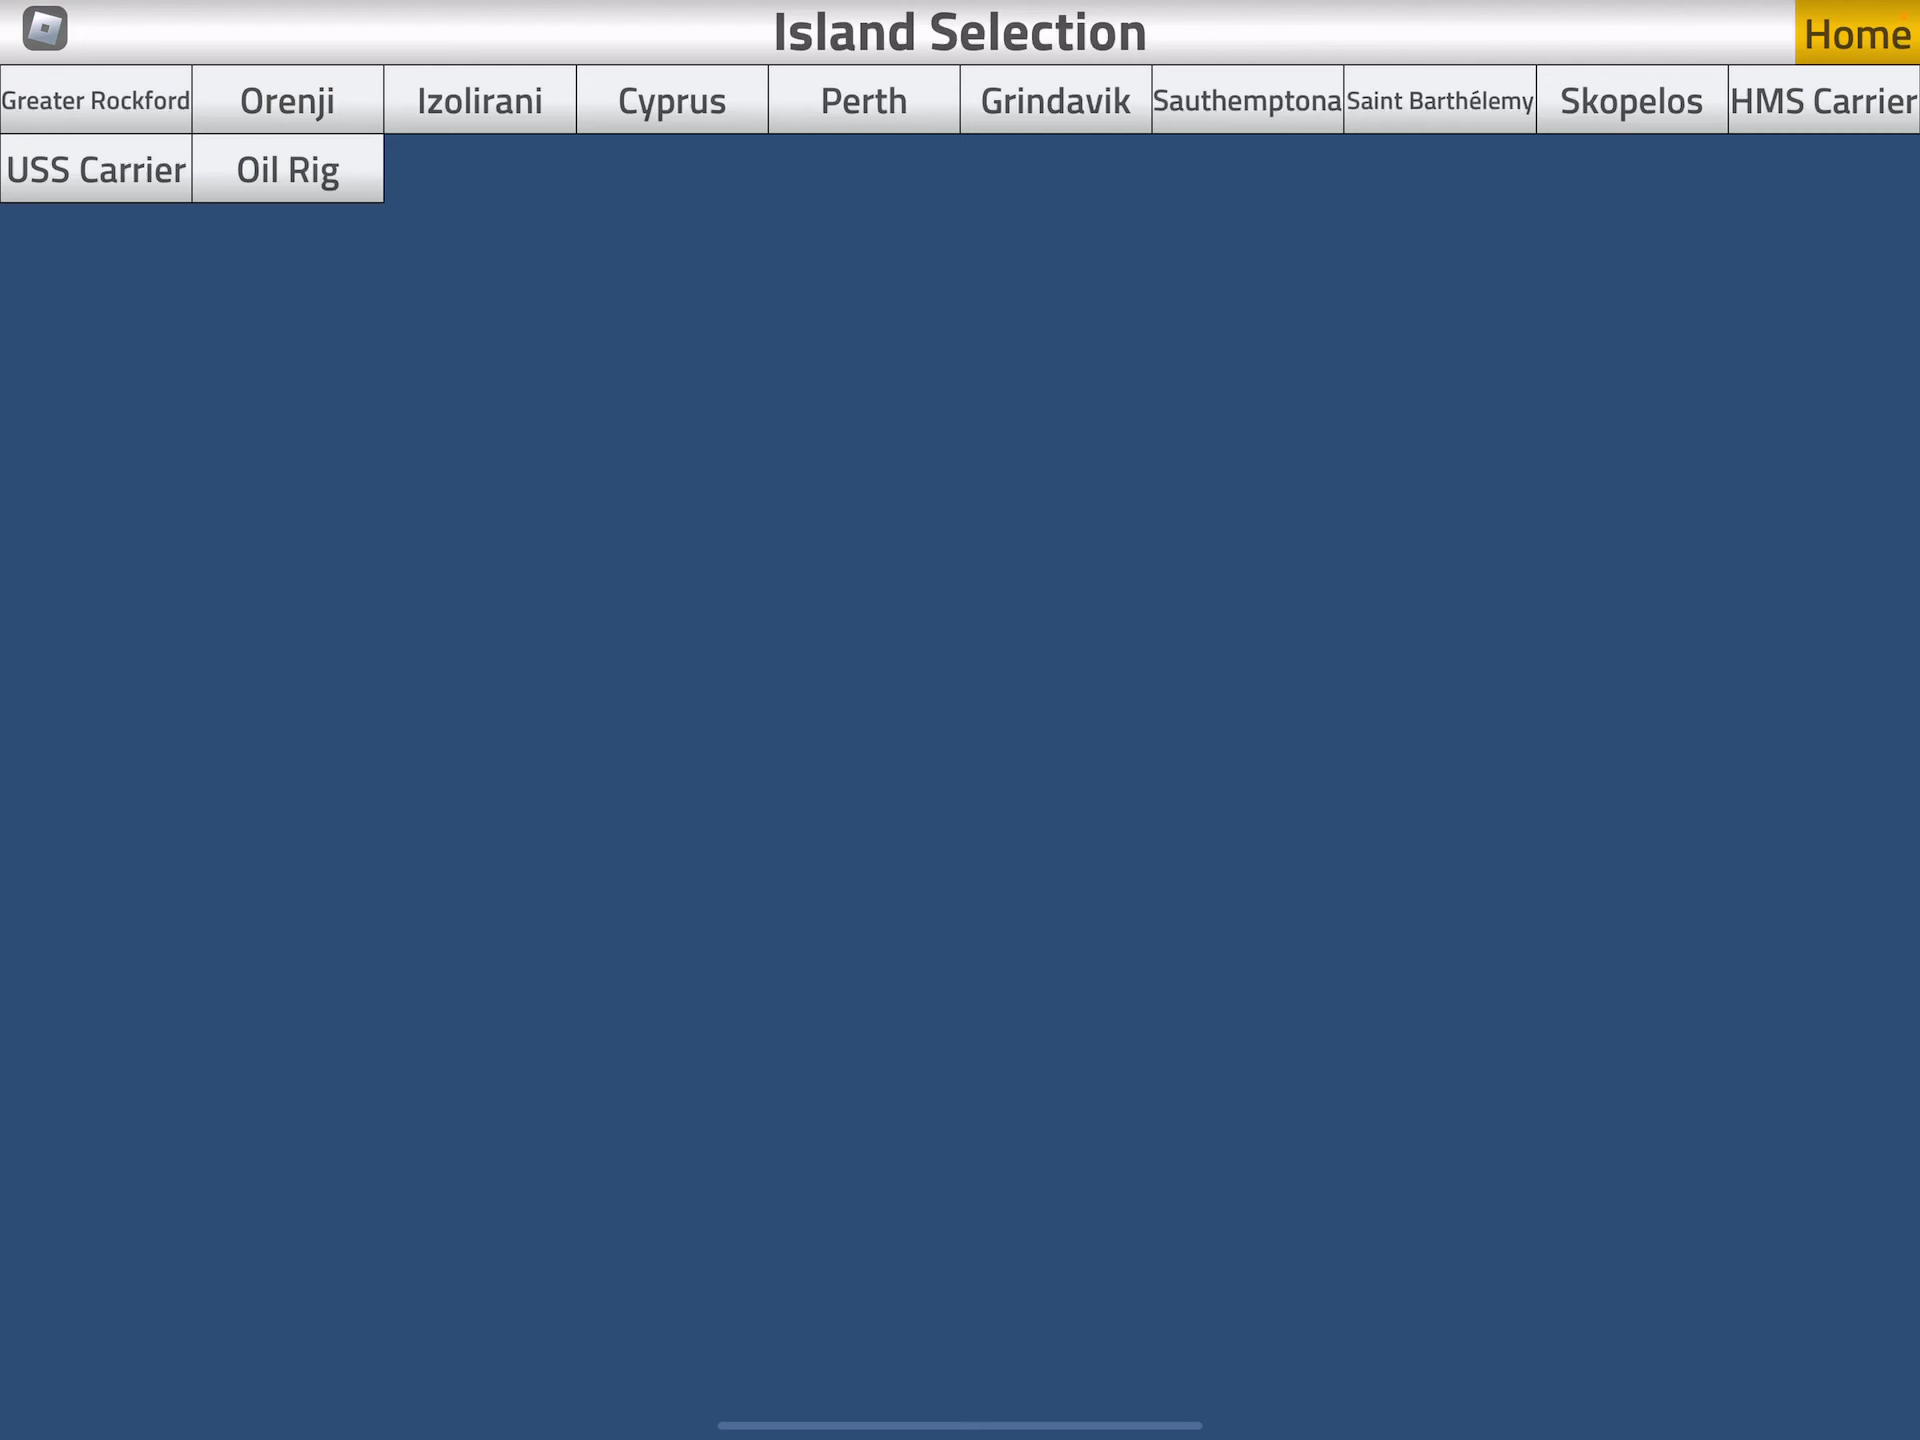 Island Selection
Home
Greater Rockford
Orenji
Izolirani
Cyprus
Perth
Grindavik
Sauthemptona
Saint Barthélemy
Skopelos
HMS Carrier
USS Carrier
Oil Rig